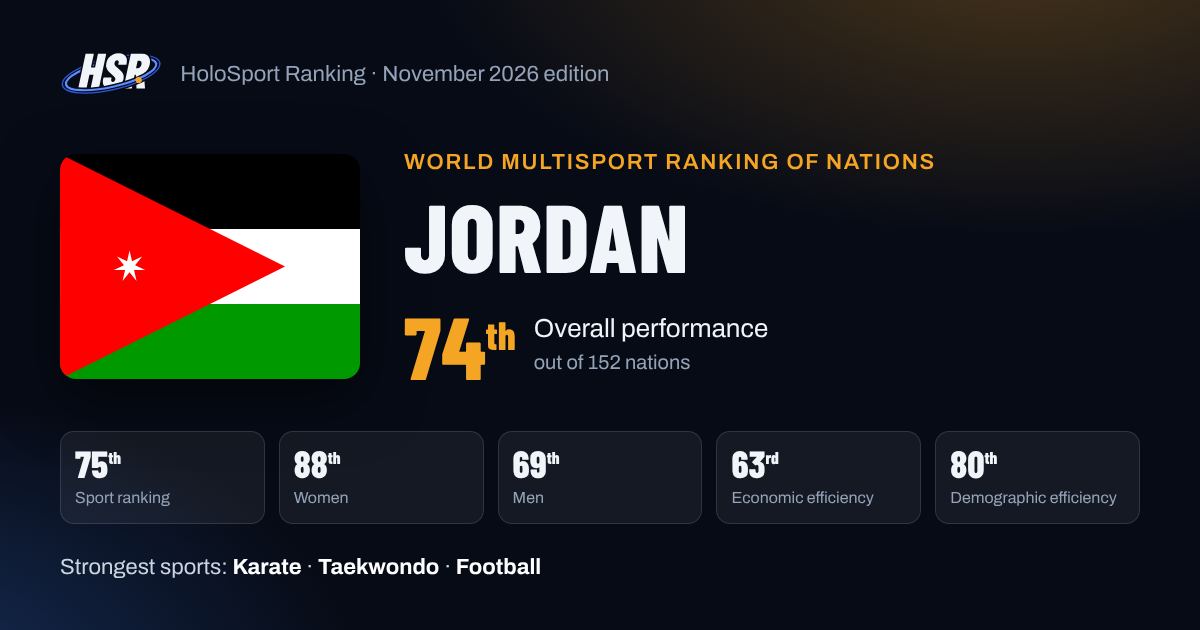 HSR HoloSport Ranking · November 2026 edition
WORLD MULTISPORT RANKING OF NATIONS
JORDAN
74th Overall performance
out of 152 nations
75th
Sport ranking
88th
Women
69th
Men
63rd
Economic efficiency
80th
Demographic efficiency
Strongest sports: Karate · Taekwondo · Football